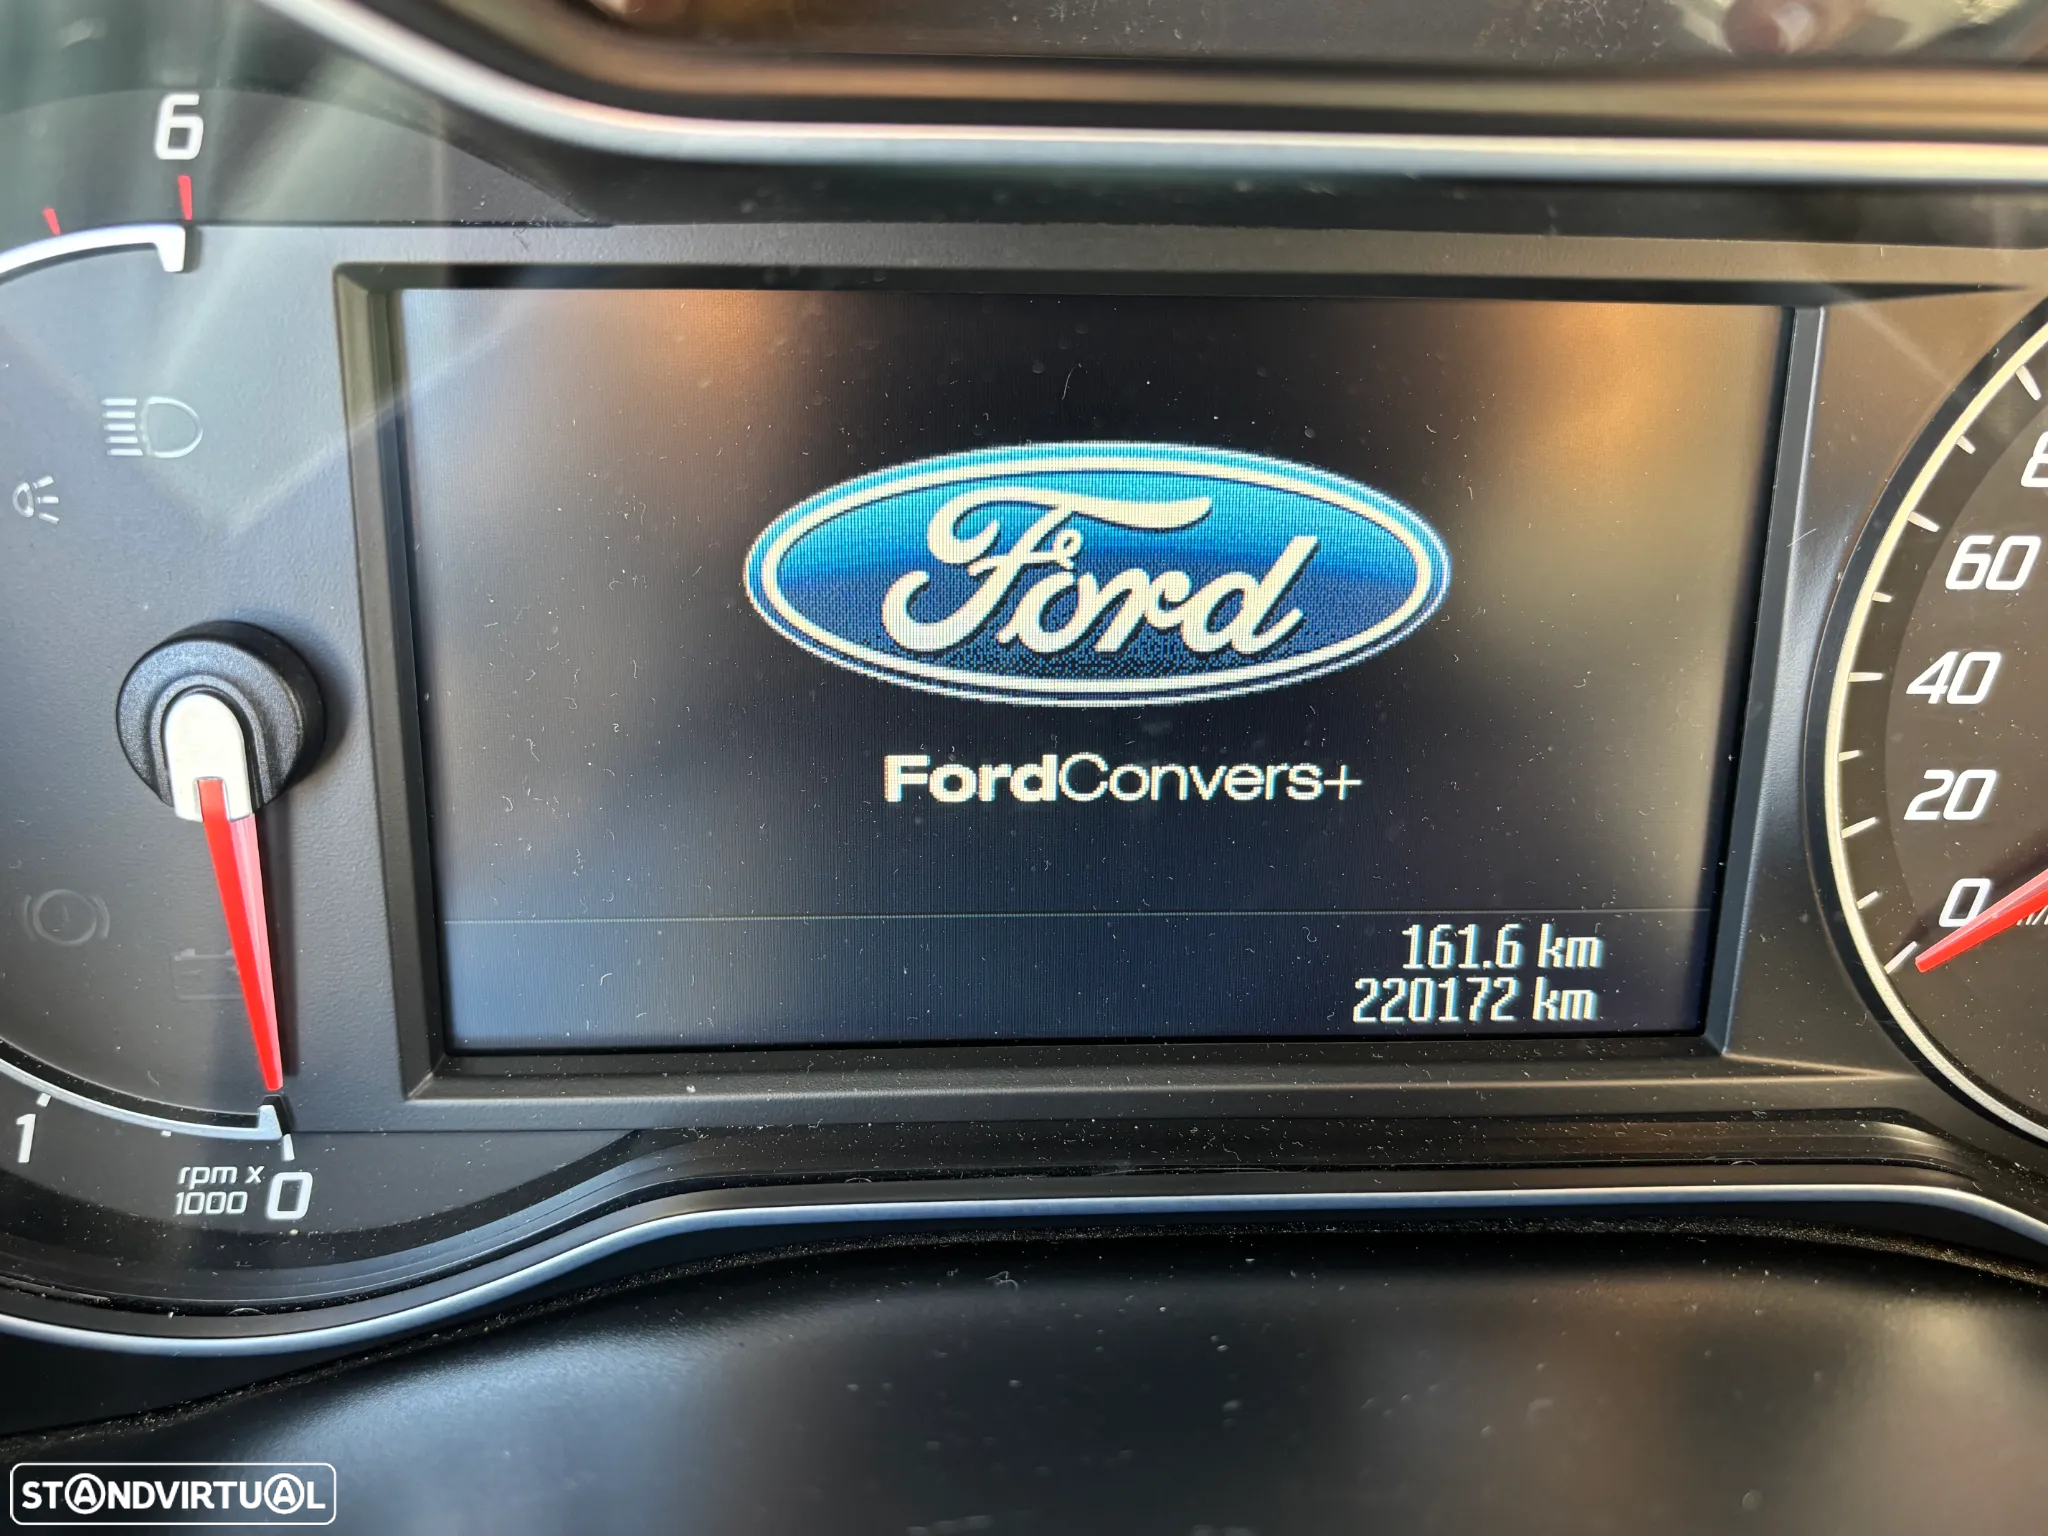 6
Ford
FordConvers+
161.6 km
220172 km
60
40
20
0
1
rpm x
1000
0
STANDVIRTUAL